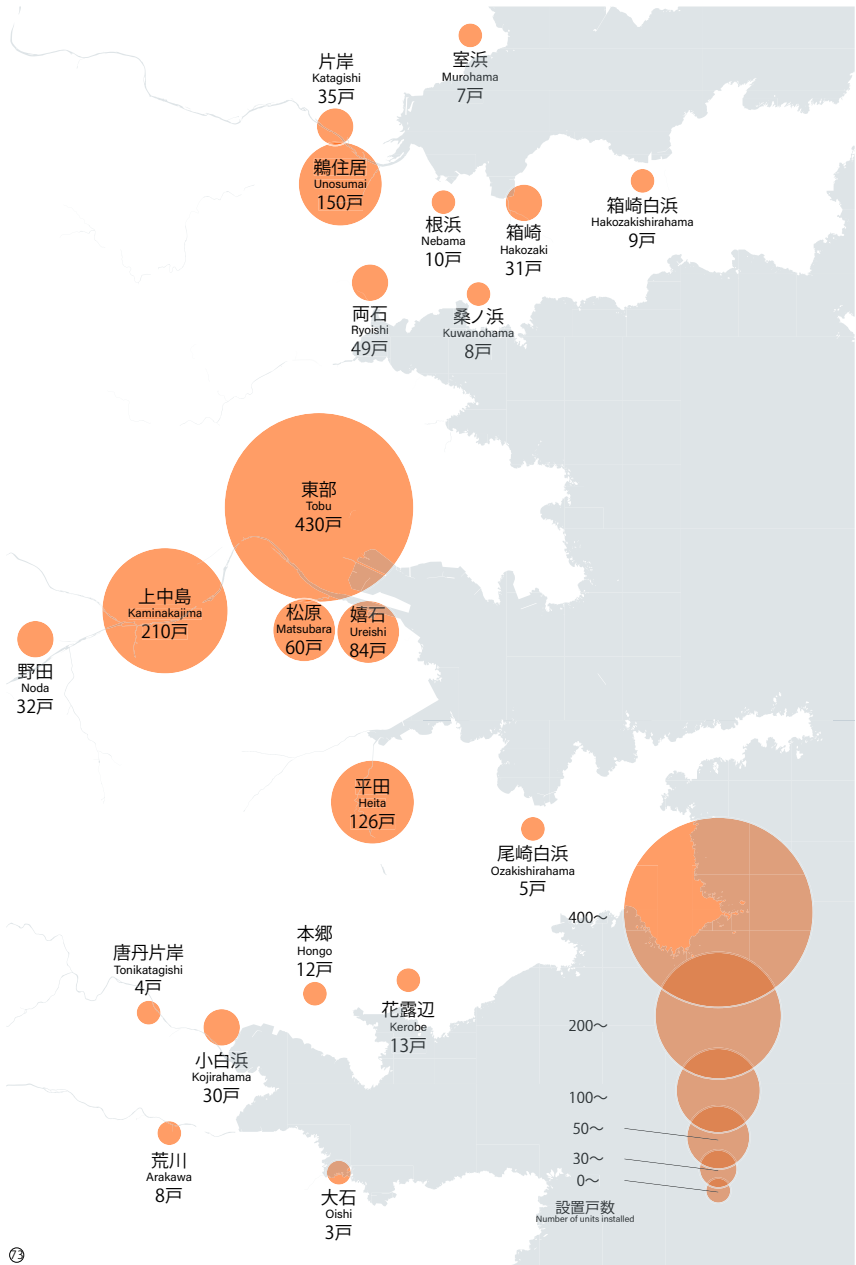 室浜
Murohama
7戸
片岸
Katagishi
35戸
鵜住居
Unosumai
150戸
根浜
Nebama
10戸
箱崎
Hakozaki
31戸
箱崎白浜
Hakozakishirahama
9戸
両石
Ryoishi
49戸
桑ノ浜
Kuwanohama
8戸
東部
Tobu
430戸
上中島
Kaminakajima
210戸
松原
Matsubara
60戸
嬉石
Ureishi
84戸
野田
Noda
32戸
平田
Heita
126戸
尾崎白浜
Ozakishirahama
5戸
本郷
Hongo
12戸
唐丹片岸
Tonikatagishi
4戸
花露辺
Kerobe
13戸
小白浜
Kojirahama
30戸
荒川
Arakawa
8戸
大石
Oishi
3戸
400〜
200〜
100〜
50〜
30〜
0〜
設置戸数
Number of units installed
73